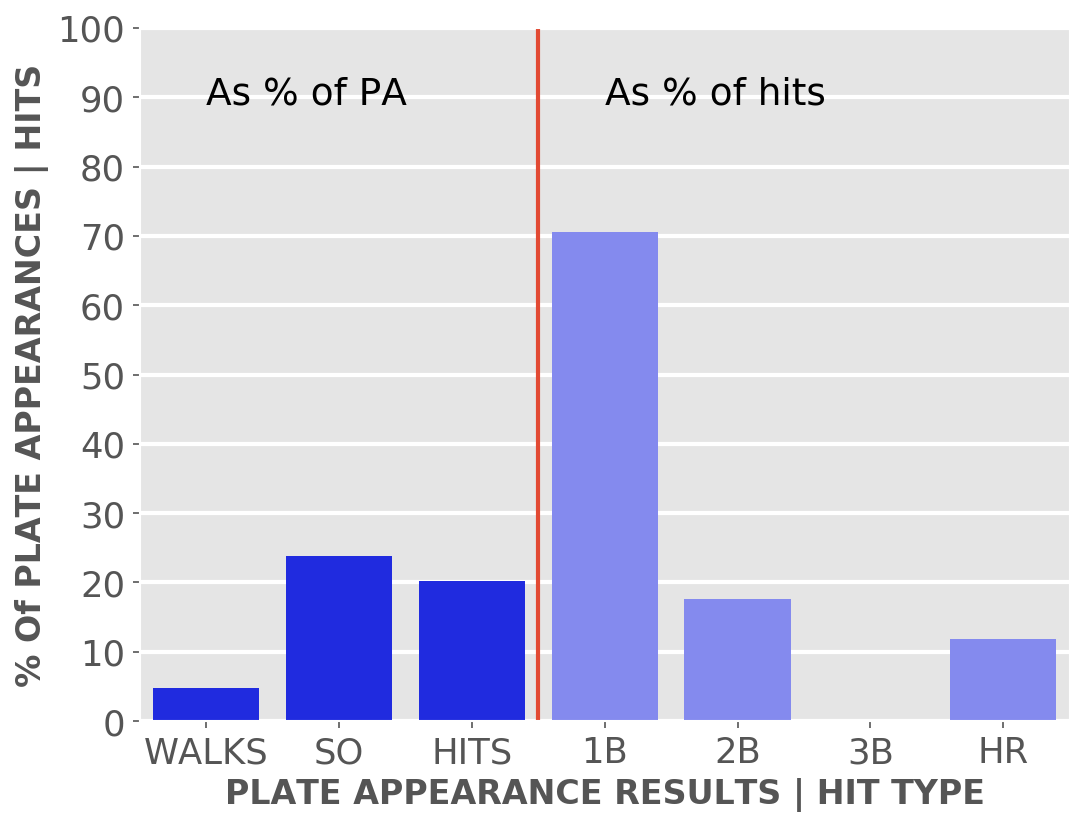 % Of PLATE APPEARANCES | HITS
100
90
80
70
60
50
40
30
20
10
0
As % of PA
As % of hits
WALKS SO HITS 1B 2B 3B HR
PLATE APPEARANCE RESULTS | HIT TYPE